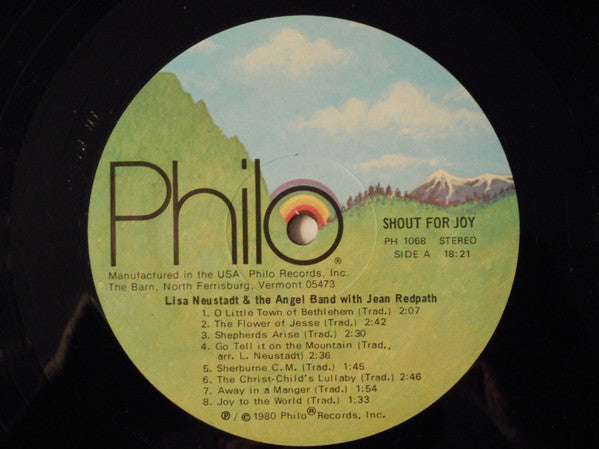 Philo®
SHOUT FOR JOY
PH 1068 STEREO
SIDE A 18:21
Manufactured in the USA, Philo Records, Inc.
The Barn, North Ferrisburg, Vermont 05473
Lisa Neustadt & the Angel Band with Jean Redpath
1. O Little Town of Bethlehem (Trad.) 2:07
2. The Flower of Jesse (Trad.) 2:42
3. Shepherds Arise (Trad.) 2:30
4. Go Tell it on the Mountain (Trad.,
arr. L. Neustadt) 2:36
5. Sherburne C.M. (Trad.) 1:45
6. The Christ-Child's Lullaby (Trad.) 2:46
7. Away in a Manger (Trad.) 1:54
8. Joy to the World (Trad.) 1:33
℗/© 1980 Philo® Records, Inc.